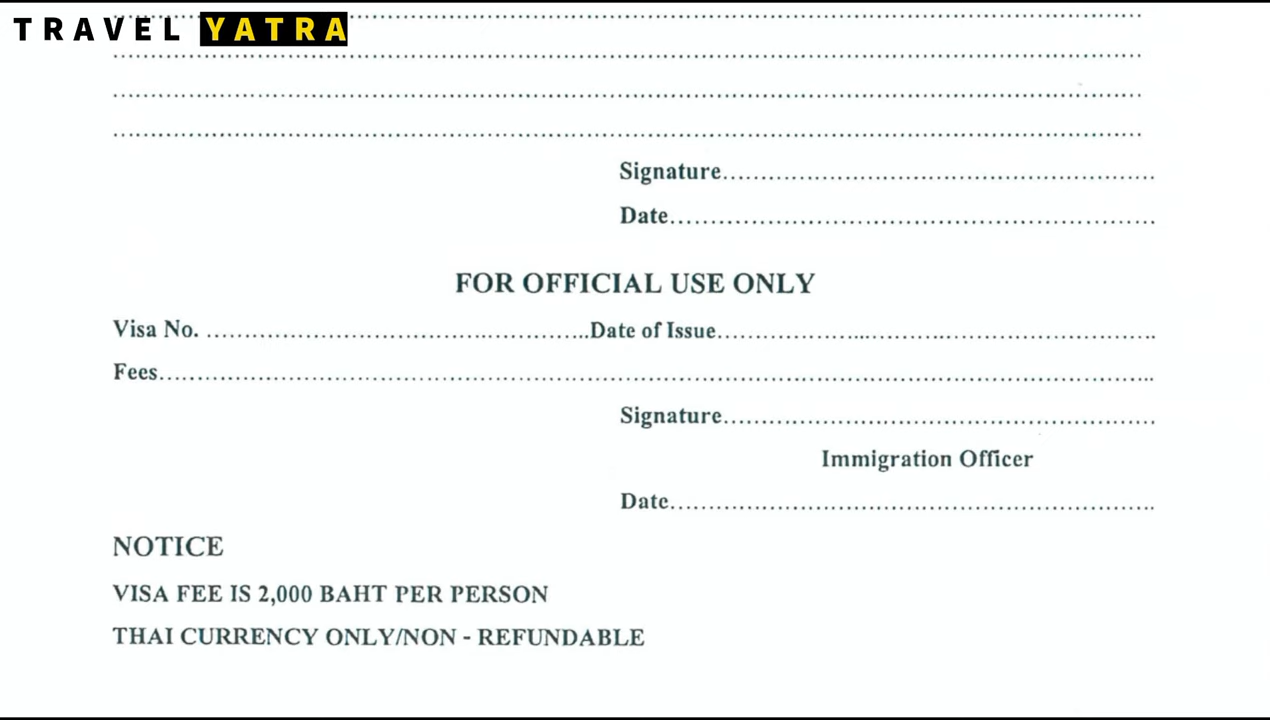 TRAVEL YATRA
Signature
Date
FOR OFFICIAL USE ONLY
Visa No. Date of Issue
Fees
Signature
Immigration Officer
Date
NOTICE
VISA FEE IS 2,000 BAHT PER PERSON
THAI CURRENCY ONLY/NON - REFUNDABLE